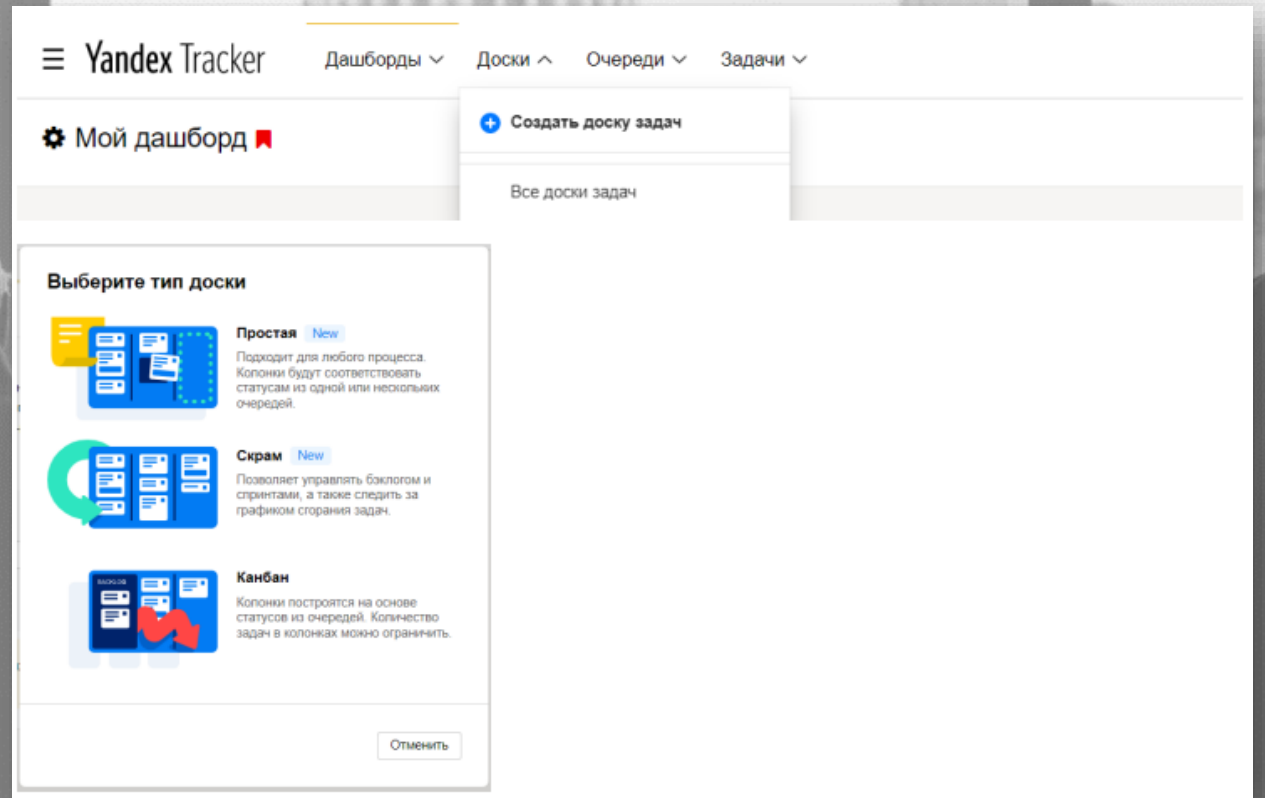 Yandex Tracker Дашборды Доски Очереди Задачи
Мой дашборд
Создать доску задач
Все доски задач
Выберите тип доски
Простая New
Подходит для любого процесса.
Колонки будут соответствовать
статусам из одной или нескольких
очередей.
Скрам New
Позволяет управлять бэклогом и
спринтами, а также следить за
графиком сгорания задач.
BACKLOG
Канбан
Колонки построятся на основе
статусов из очередей. Количество
задач в колонках можно ограничить.
Отменить